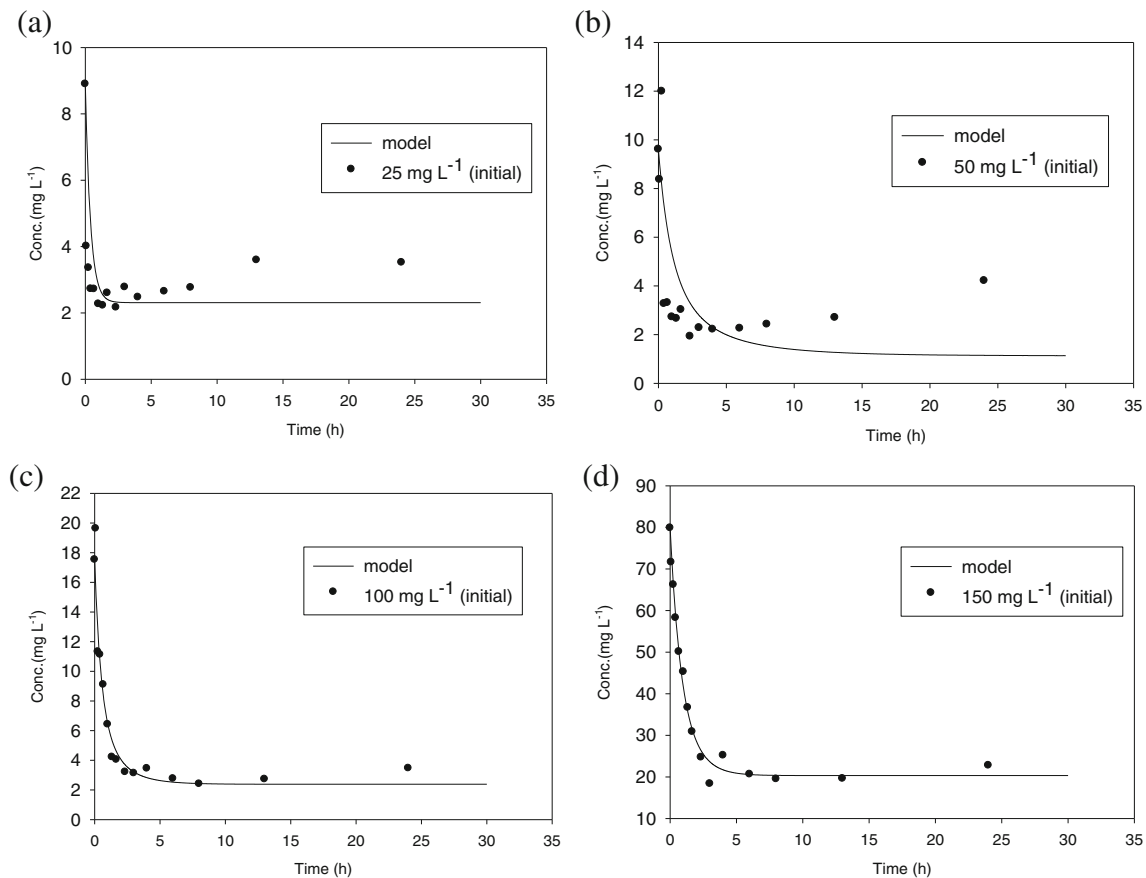 (a)
10
8
6
4
2
0
Conc.(mg L-1)
0 5 10 15 20 25 30 35
Time (h)
model
25 mg L-1 (initial)
(b)
14
12
10
8
6
4
2
0
Conc.(mg L-1)
0 5 10 15 20 25 30 35
Time (h)
model
50 mg L-1 (initial)
(c)
22
20
18
16
14
12
10
8
6
4
2
0
Conc.(mg L-1)
0 5 10 15 20 25 30 35
Time (h)
model
100 mg L-1 (initial)
(d)
90
80
70
60
50
40
30
20
10
Conc.(mg L-1)
0 5 10 15 20 25 30 35
Time (h)
model
150 mg L-1 (initial)